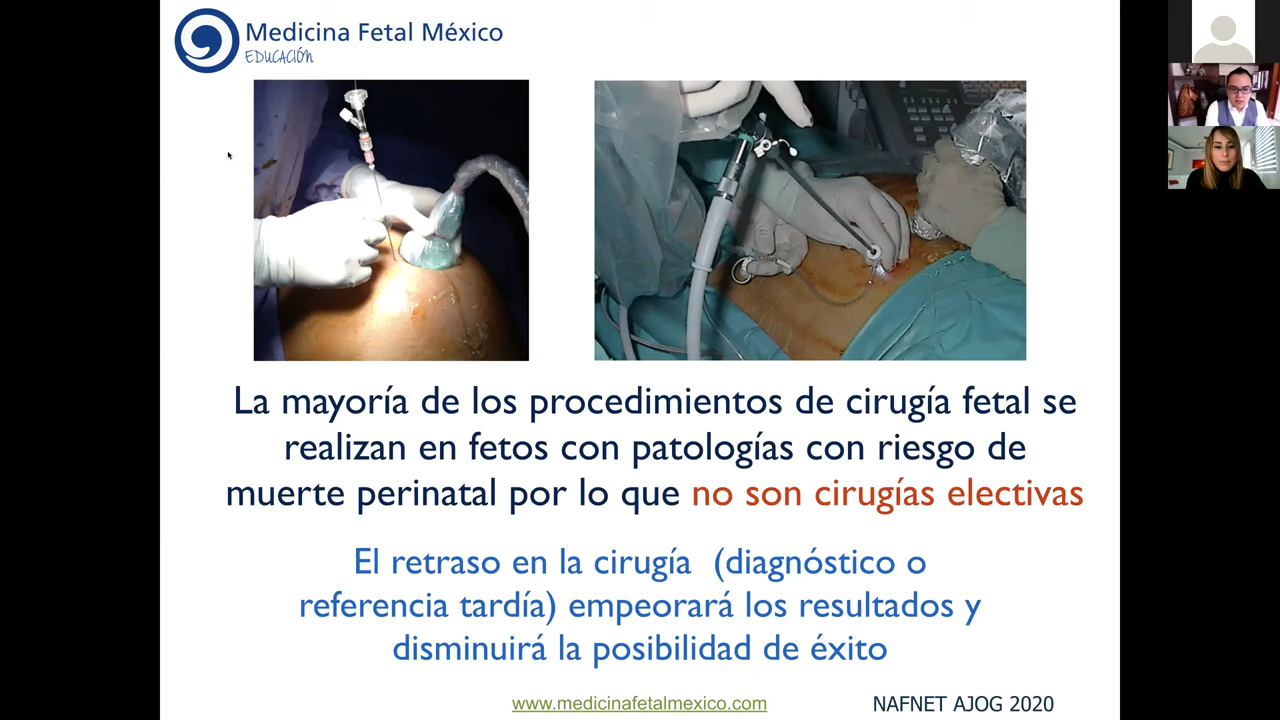 Medicina Fetal México
EDUCACIÓN
La mayoría de los procedimientos de cirugía fetal se
realizan en fetos con patologías con riesgo de
muerte perinatal por lo que no son cirugías electivas
El retraso en la cirugía (diagnóstico o
referencia tardía) empeorará los resultados y
disminuirá la posibilidad de éxito
www.medicinafetalmexico.com
NAFNET AJOG 2020